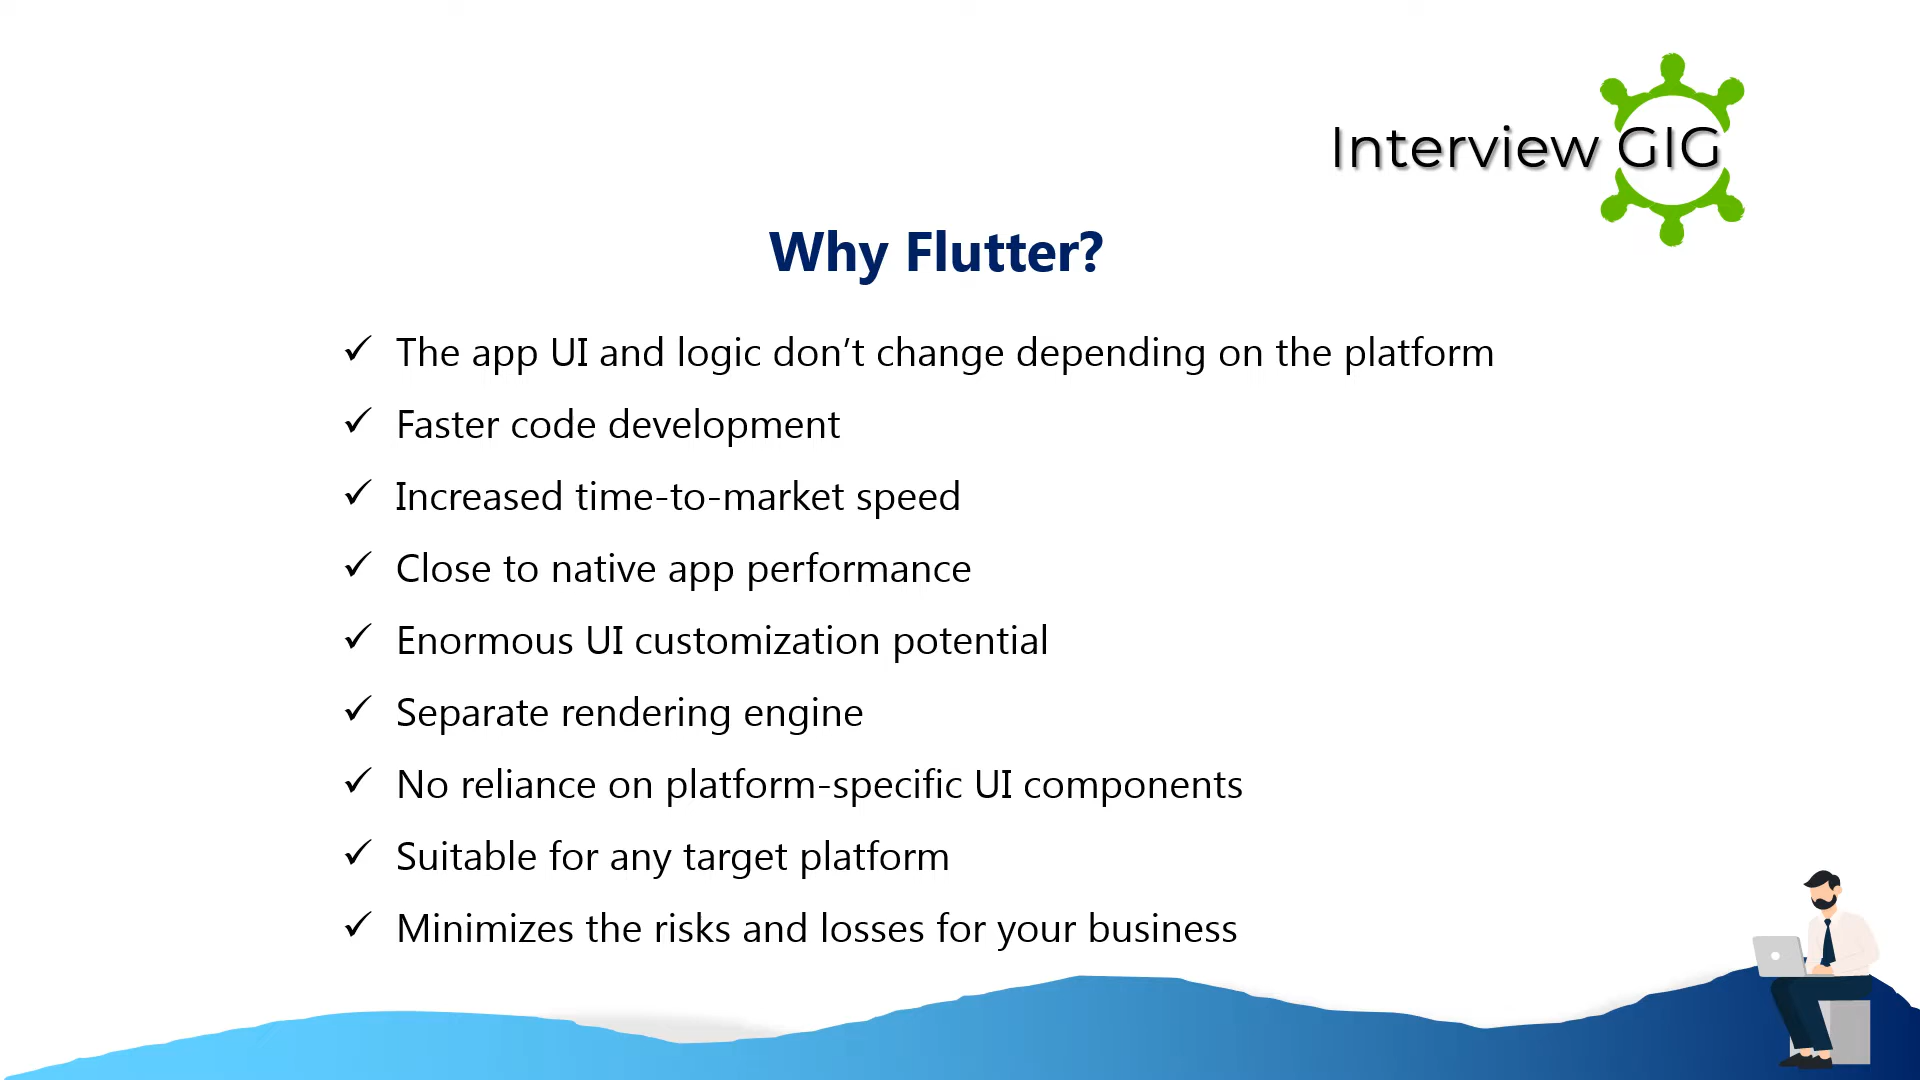 Interview GIG
Why Flutter?
✓ The app UI and logic don’t change depending on the platform
✓ Faster code development
✓ Increased time-to-market speed
✓ Close to native app performance
✓ Enormous UI customization potential
✓ Separate rendering engine
✓ No reliance on platform-specific UI components
✓ Suitable for any target platform
✓ Minimizes the risks and losses for your business